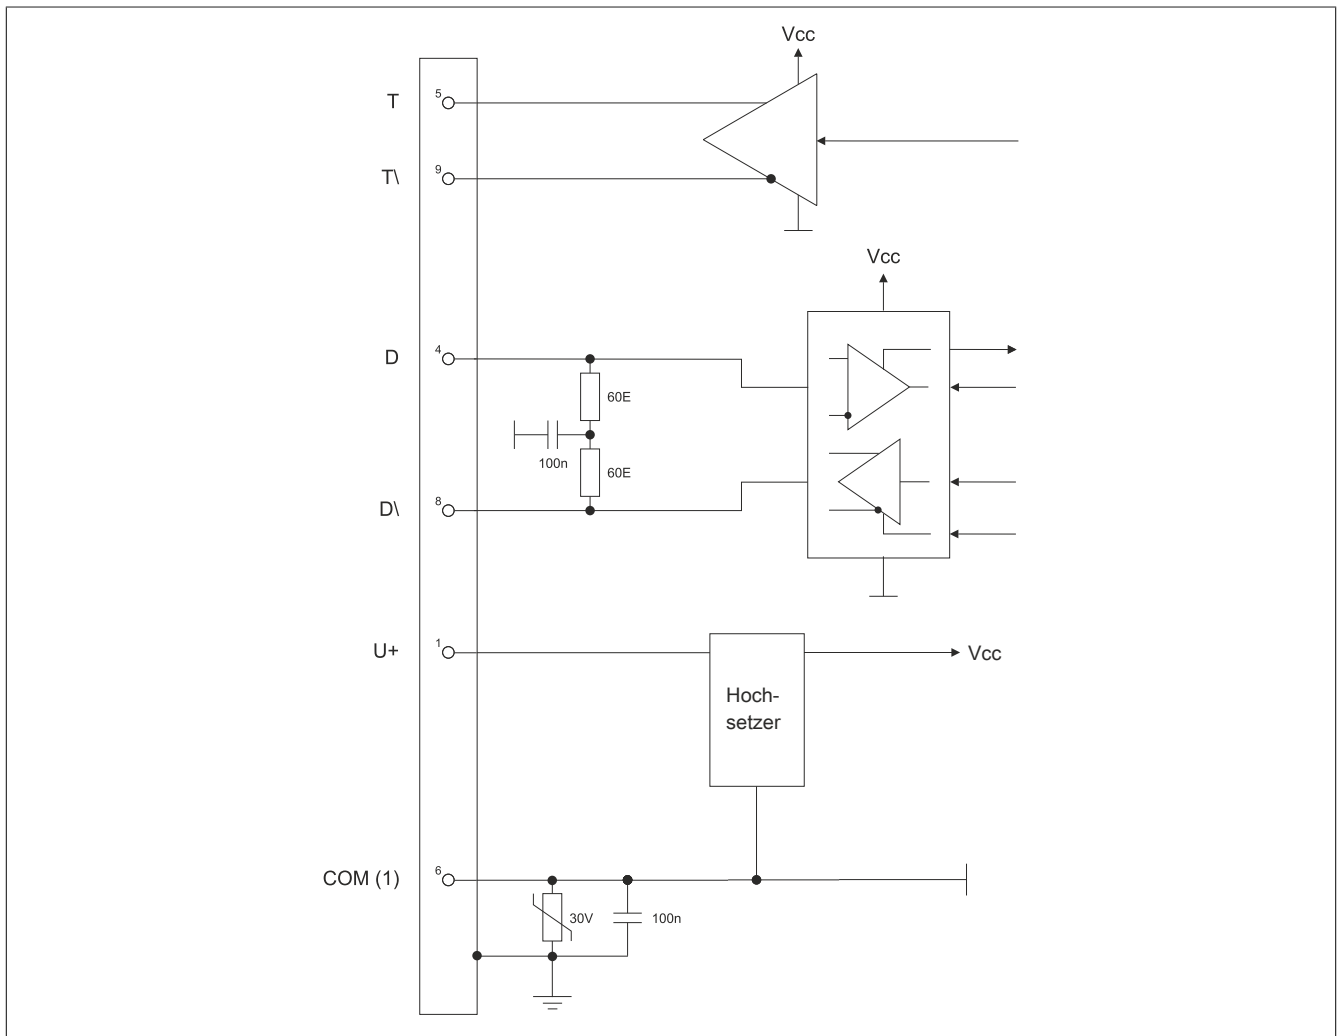 Vcc
T
5
T\
9
Vcc
D
4
60E
100n
60E
D\
8
U+
1
Vcc
Hoch-
setzer
COM (1)
6
30V
100n